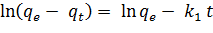 ln(qₑ − qₜ) = ln qₑ − k₁ t